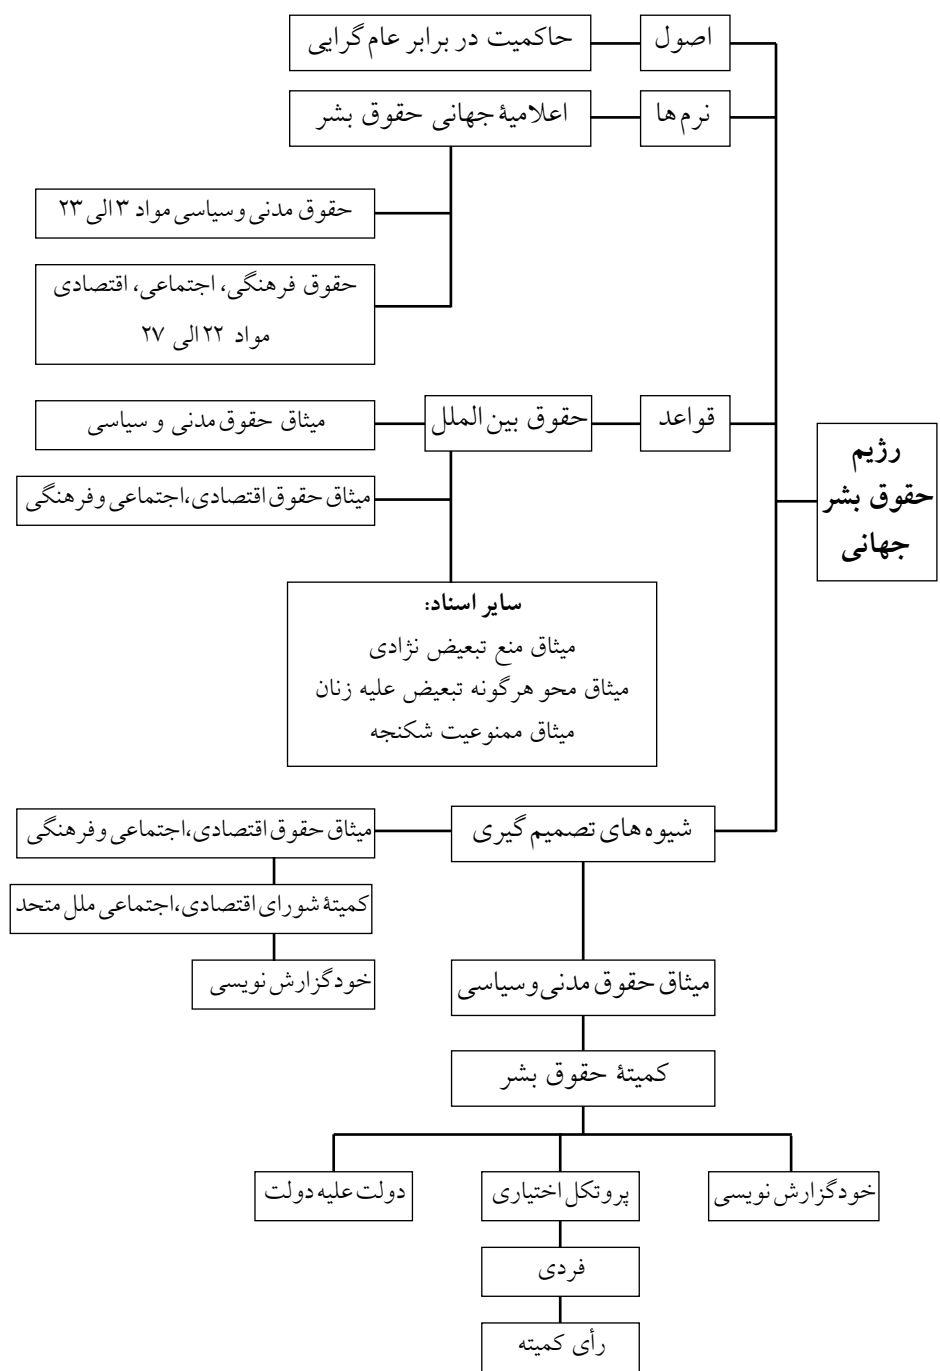 اصول
حاکمیت در برابر عام گرایی
نرم ها
اعلامیهٔ جهانی حقوق بشر
حقوق مدنی وسیاسی مواد ۳ الی ۲۳
حقوق فرهنگی، اجتماعی، اقتصادی
مواد ۲۲ الی ۲۷
قواعد
حقوق بین الملل
میثاق حقوق مدنی و سیاسی
رژیم
حقوق بشر
جهانی
میثاق حقوق اقتصادی،اجتماعی وفرهنگی
سایر اسناد:
میثاق منع تبعیض نژادی
میثاق محو هرگونه تبعیض علیه زنان
میثاق ممنوعیت شکنجه
شیوه های تصمیم گیری
میثاق حقوق اقتصادی،اجتماعی وفرهنگی
کمیتهٔ شورای اقتصادی،اجتماعی ملل متحد
خودگزارش نویسی
میثاق حقوق مدنی وسیاسی
کمیتهٔ حقوق بشر
خودگزارش نویسی
پروتکل اختیاری
دولت علیه دولت
فردی
رأی کمیته